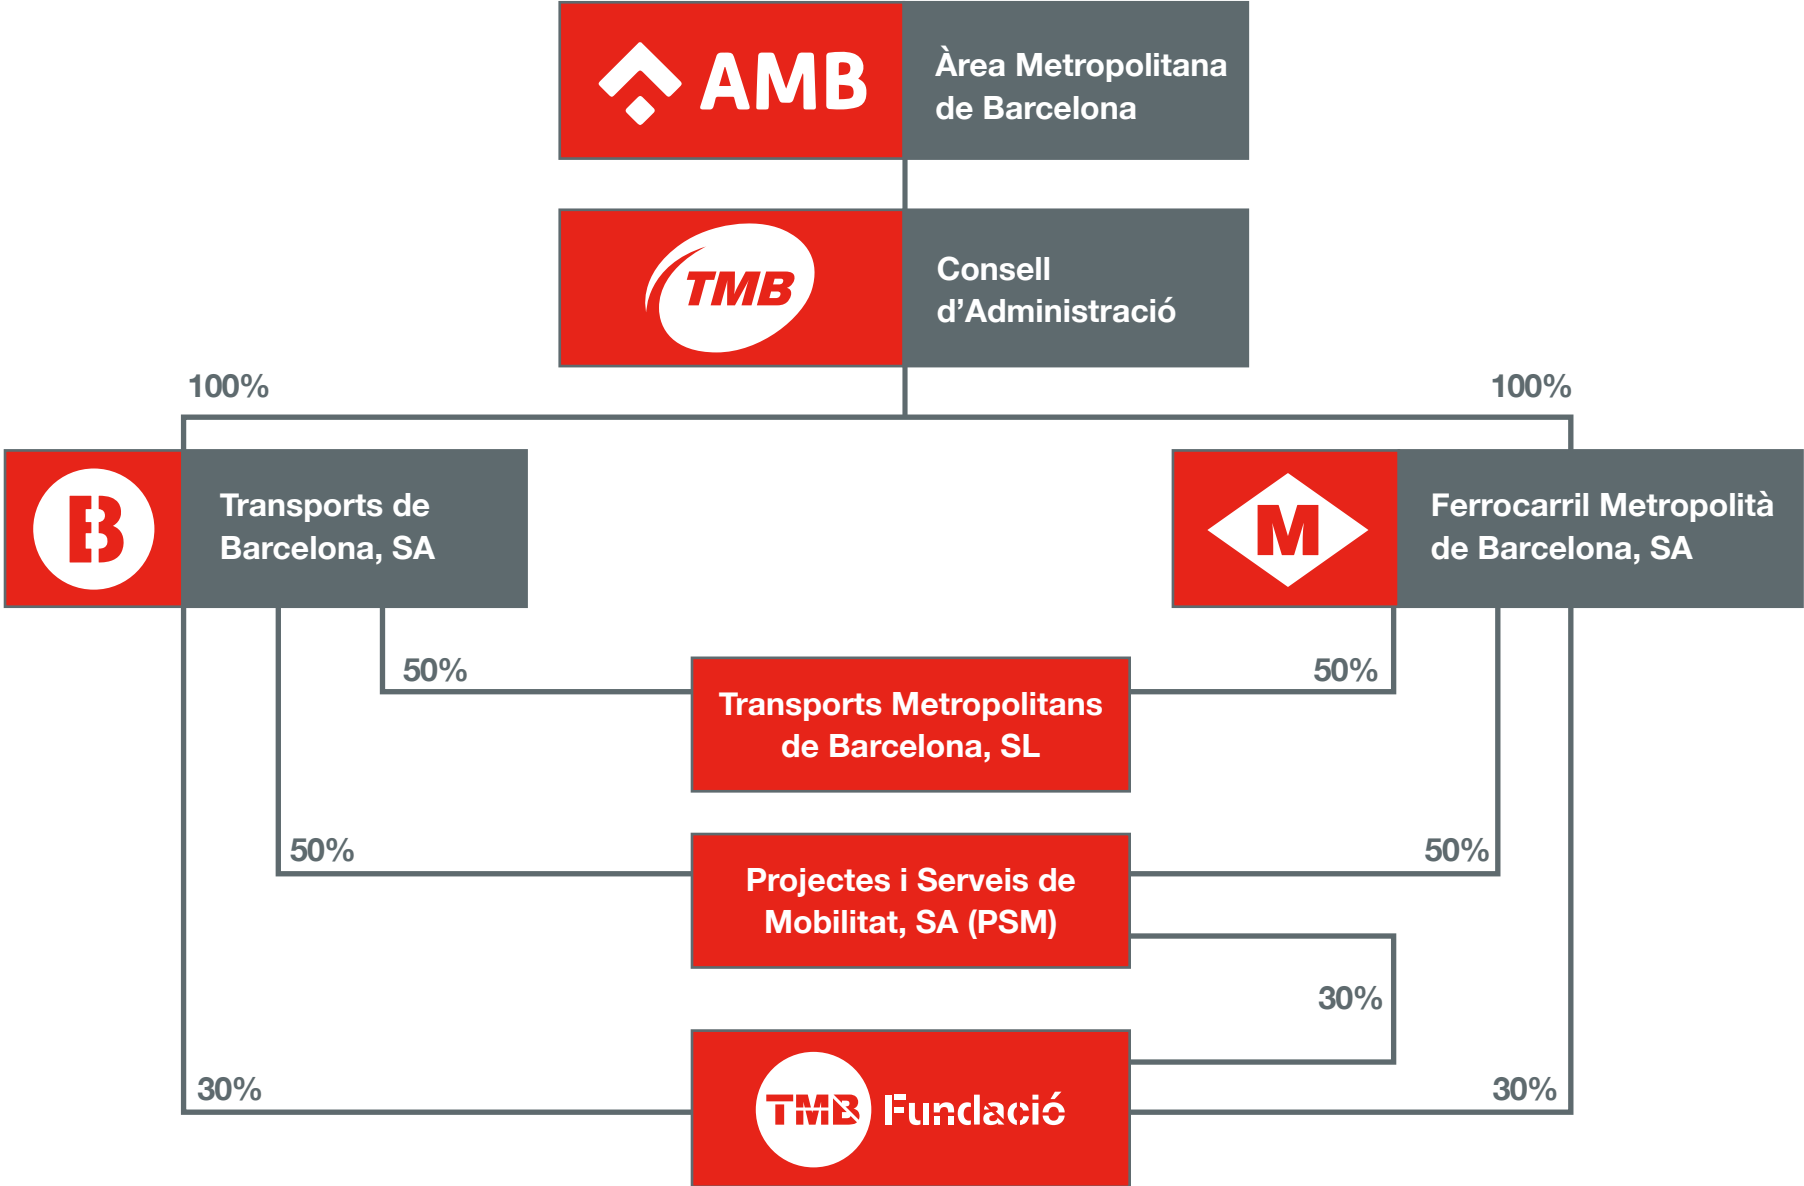 AMB
Àrea Metropolitana
de Barcelona
TMB
Consell
d’Administració
100%
100%
B
Transports de
Barcelona, SA
M
Ferrocarril Metropolità
de Barcelona, SA
50%
50%
Transports Metropolitans
de Barcelona, SL
50%
50%
Projectes i Serveis de
Mobilitat, SA (PSM)
30%
30%
30%
TMB Fundació